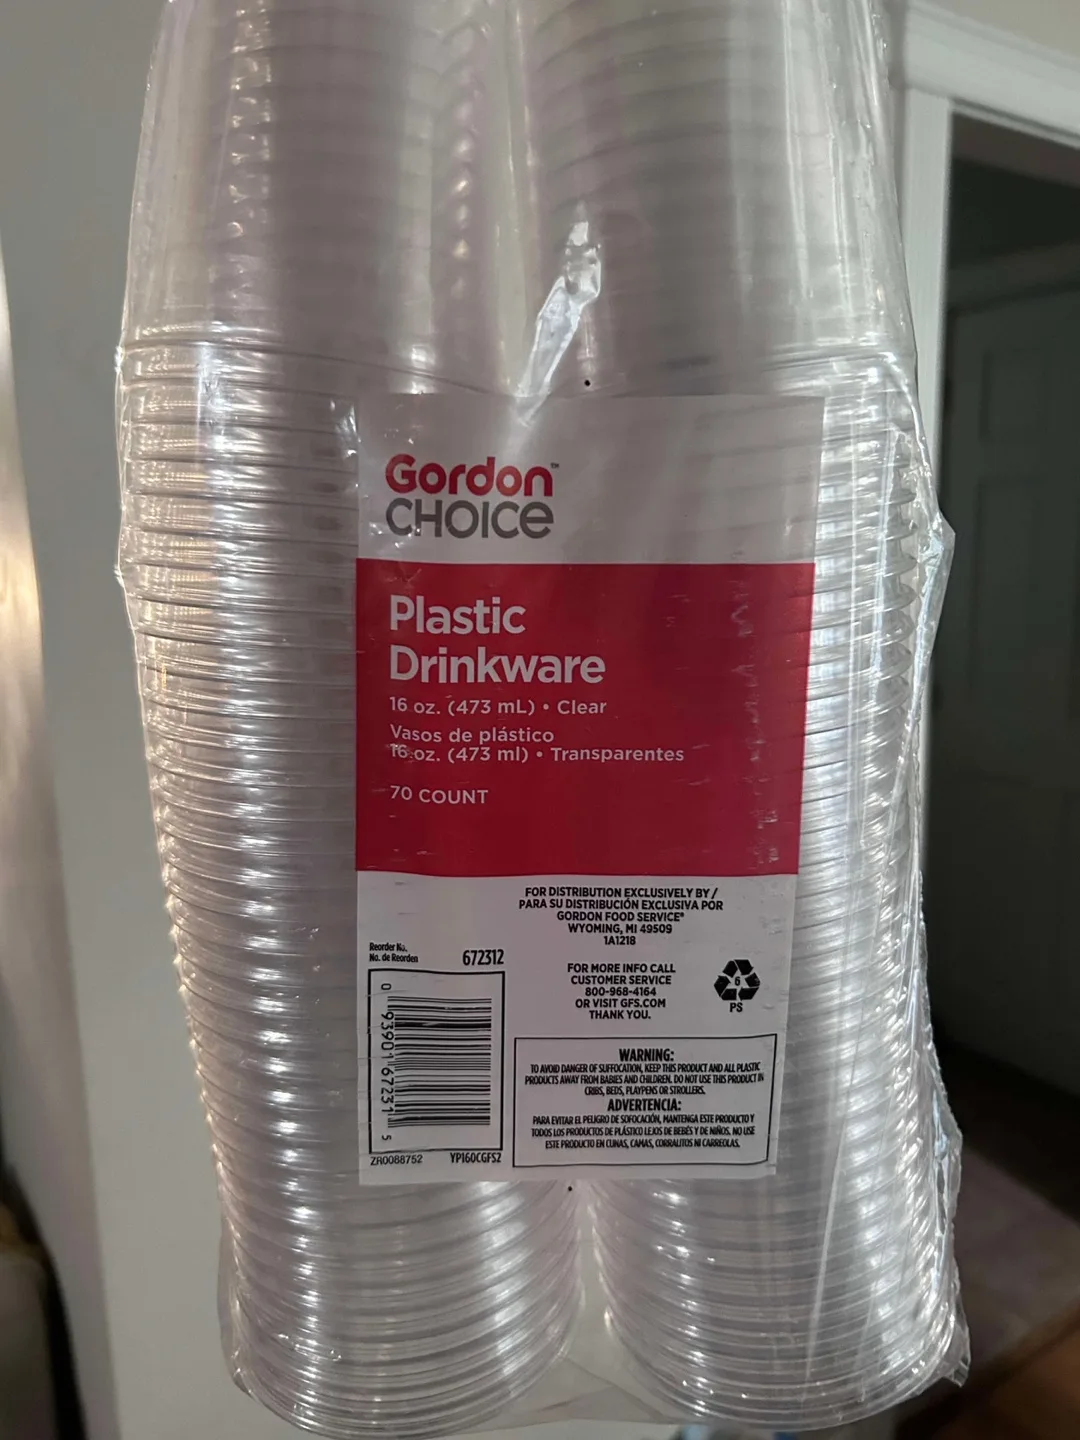 Gordon™
CHOICE
Plastic
Drinkware
16 oz. (473 mL) • Clear
Vasos de plástico
16 oz. (473 ml) • Transparentes
70 COUNT
FOR DISTRIBUTION EXCLUSIVELY BY /
PARA SU DISTRIBUCIÓN EXCLUSIVA POR
GORDON FOOD SERVICE®
WYOMING, MI 49509
1A1218
Reorder No.
No. de Reorden
672312
FOR MORE INFO CALL
CUSTOMER SERVICE
800-968-4164
OR VISIT GFS.COM
THANK YOU.
6
PS
0 93901 67231 5
ZR0088752
YP160CGFS2
WARNING:
TO AVOID DANGER OF SUFFOCATION, KEEP THIS PRODUCT AND ALL PLASTIC
PRODUCTS AWAY FROM BABIES AND CHILDREN. DO NOT USE THIS PRODUCT IN
CRIBS, BEDS, PLAYPENS OR STROLLERS.
ADVERTENCIA:
PARA EVITAR EL PELIGRO DE SOFOCACIÓN, MANTENGA ESTE PRODUCTO Y
TODOS LOS PRODUCTOS DE PLÁSTICO LEJOS DE BEBÉS Y DE NIÑOS. NO USE
ESTE PRODUCTO EN CUNAS, CAMAS, CORRALITOS NI CARREOLAS.